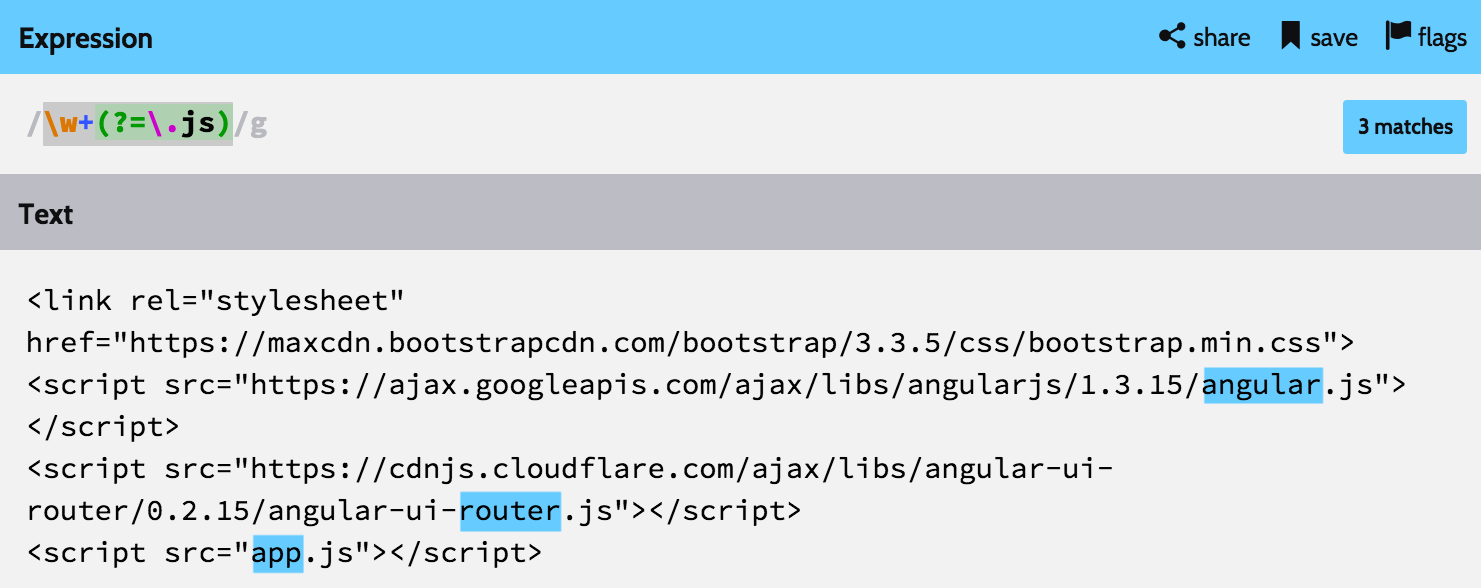 Expression share save flags
/\w+(?=\.js)/g
3 matches
Text
<link rel="stylesheet"
href="https://maxcdn.bootstrapcdn.com/bootstrap/3.3.5/css/bootstrap.min.css">
<script src="https://ajax.googleapis.com/ajax/libs/angularjs/1.3.15/angular.js">
</script>
<script src="https://cdnjs.cloudflare.com/ajax/libs/angular-ui-
router/0.2.15/angular-ui-router.js"></script>
<script src="app.js"></script>